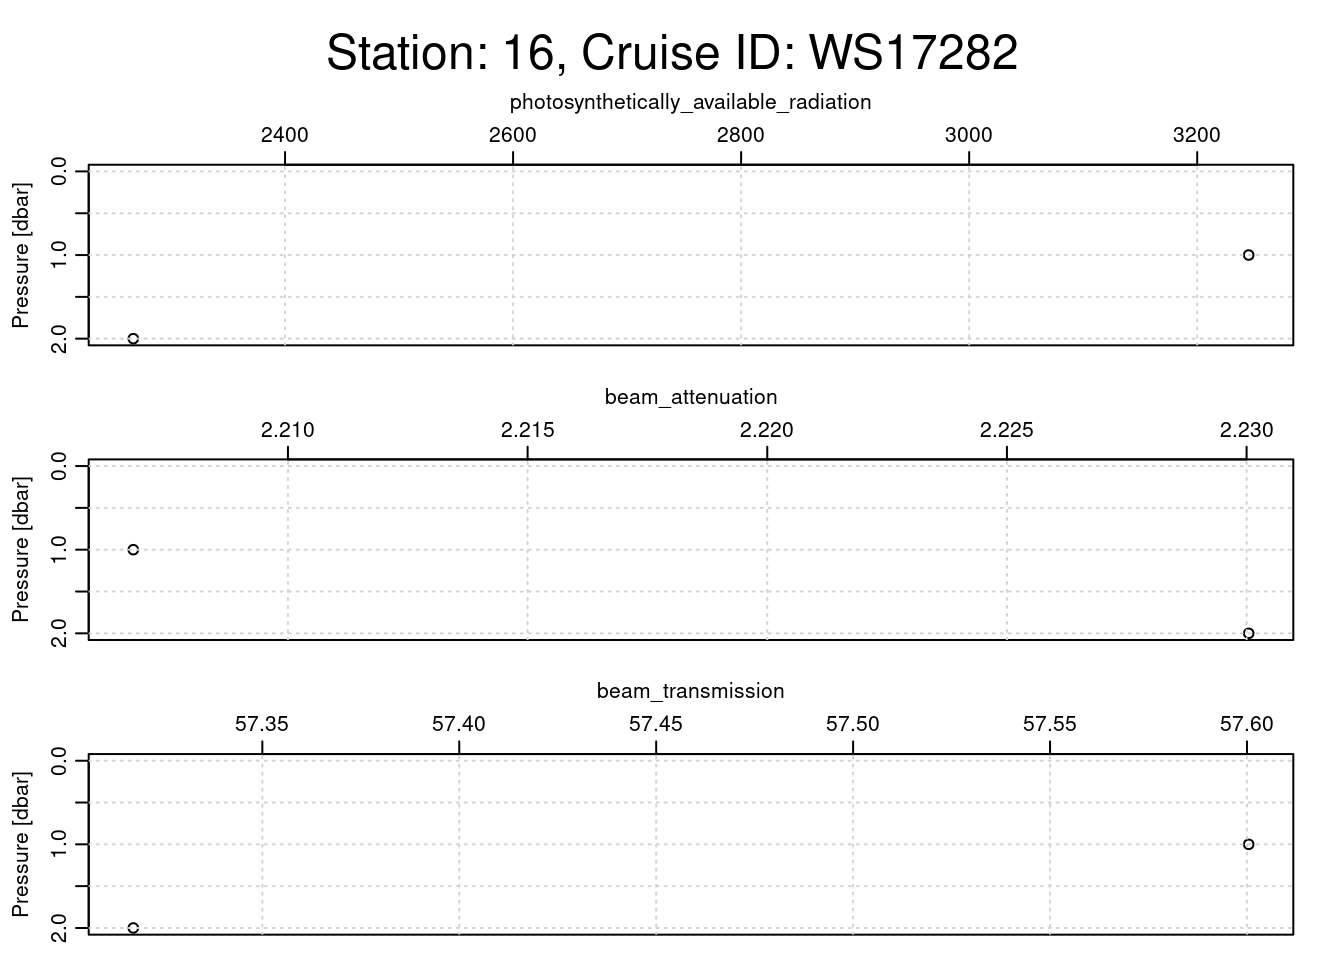 Station: 16, Cruise ID: WS17282
photosynthetically_available_radiation
2400 2600 2800 3000 3200
Pressure [dbar]
0.0
1.0
2.0
beam_attenuation
2.210 2.215 2.220 2.225 2.230
Pressure [dbar]
0.0
1.0
2.0
beam_transmission
57.35 57.40 57.45 57.50 57.55 57.60
Pressure [dbar]
0.0
1.0
2.0